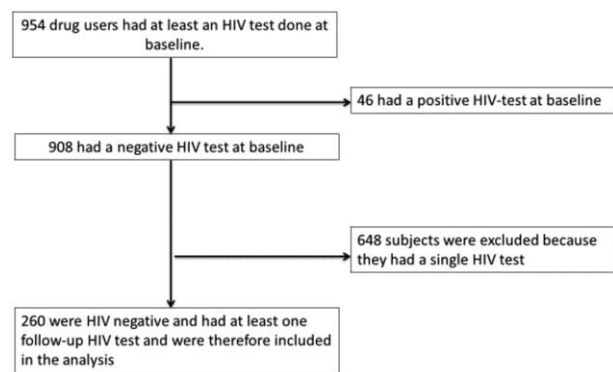 954 drug users had at least an HIV test done at
baseline.
46 had a positive HIV-test at baseline
908 had a negative HIV test at baseline
648 subjects were excluded because
they had a single HIV test
260 were HIV negative and had at least one
follow-up HIV test and were therefore included
in the analysis